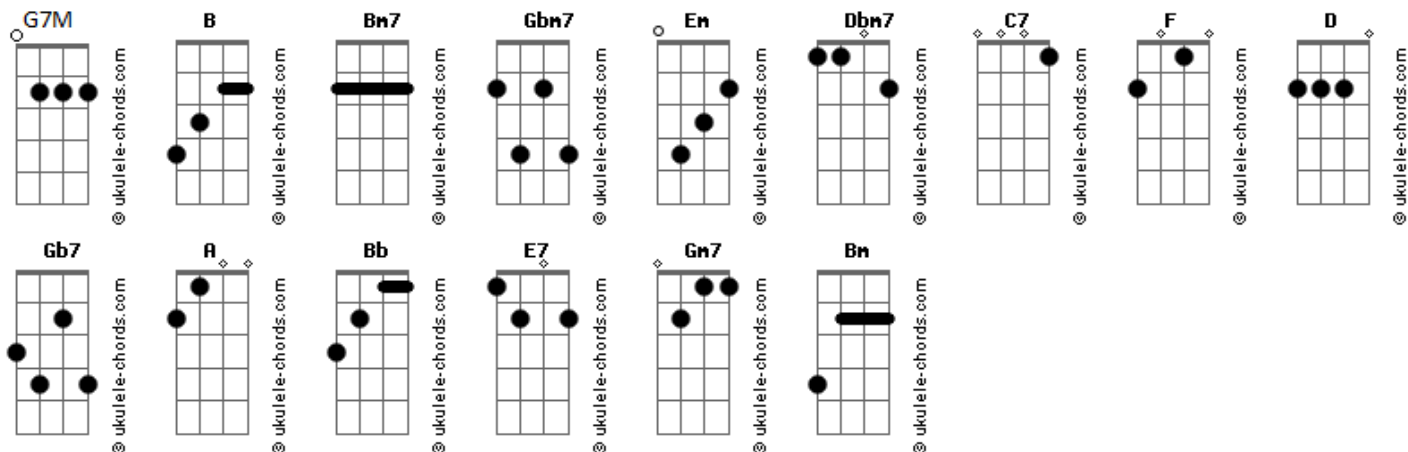 G7M B Bm7 Gbm7 Em Dbm7 C7 F D
© ukulele-chords.com © ukulele-chords.com © ukulele-chords.com © ukulele-chords.com © ukulele-chords.com © ukulele-chords.com © ukulele-chords.com © ukulele-chords.com © ukulele-chords.com
Gb7 A Bb E7 Gm7 Bm
© ukulele-chords.com © ukulele-chords.com © ukulele-chords.com © ukulele-chords.com © ukulele-chords.com © ukulele-chords.com